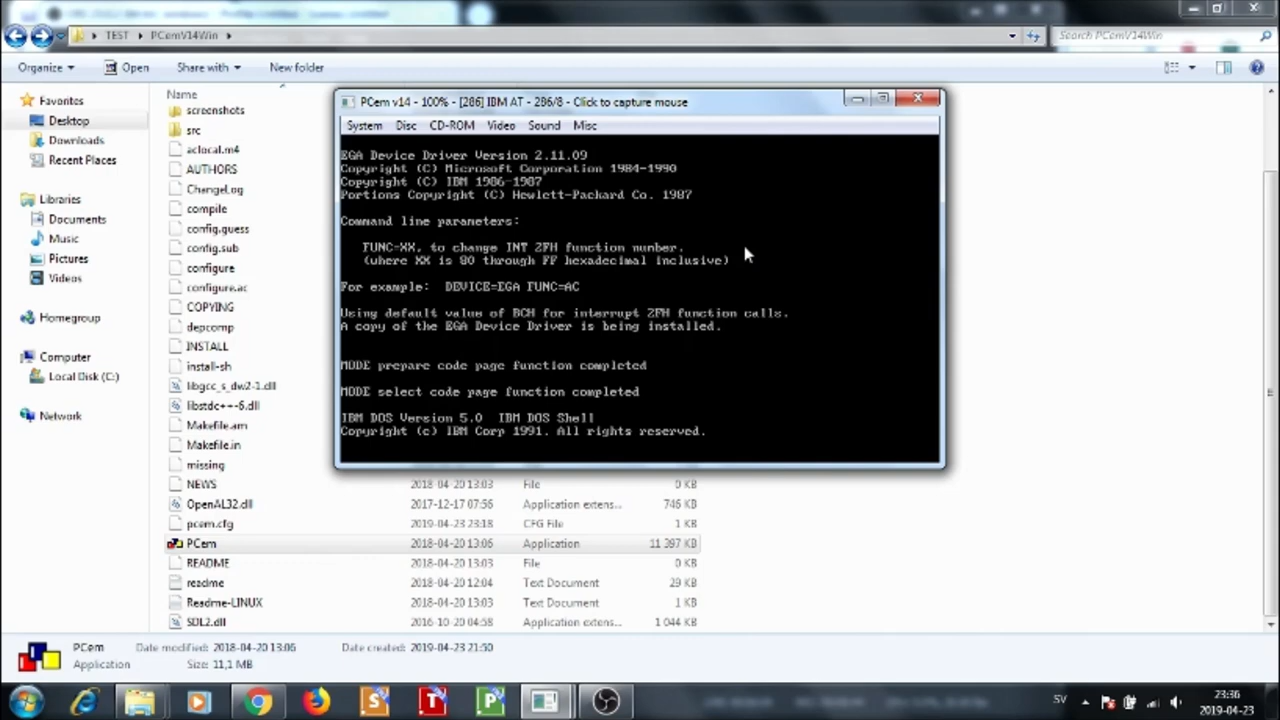 TEST PCemV14Win
Search PCemV14Win
Organize Open Share with New folder
Favorites
Desktop
Downloads
Recent Places
Libraries
Documents
Music
Pictures
Videos
Homegroup
Computer
Local Disk (C:)
Network
Name
screenshots
src
aclocal.m4
AUTHORS
ChangeLog
compile
config.guess
config.sub
configure
configure.ac
COPYING
depcomp
INSTALL
install-sh
libgcc_s_dw2-1.dll
libstdc++-6.dll
Makefile.am
Makefile.in
missing
NEWS 2018-04-20 13:03 File 0 KB
OpenAL32.dll 2017-12-17 07:56 Application extens... 746 KB
pcem.cfg 2019-04-23 23:18 CFG File 1 KB
PCem 2018-04-20 13:06 Application 11 397 KB
README 2018-04-20 13:03 File 0 KB
readme 2018-04-20 12:04 Text Document 29 KB
Readme-LINUX 2018-04-20 13:03 Text Document 1 KB
SDL2.dll 2016-10-20 04:58 Application extens... 1 044 KB
PCem v14 - 100% - [286] IBM AT - 286/8 - Click to capture mouse
System Disc CD-ROM Video Sound Misc
EGA Device Driver Version 2.11.09
Copyright (C) Microsoft Corporation 1984-1990
Copyright (C) IBM 1986-1987
Portions Copyright (C) Hewlett-Packard Co. 1987
Command line parameters:
FUNC=XX, to change INT 2FH function number.
(where XX is 80 through FF hexadecimal inclusive)
For example: DEVICE=EGA FUNC=AC
Using default value of BCH for interrupt 2FH function calls.
A copy of the EGA Device Driver is being installed.
MODE prepare code page function completed
MODE select code page function completed
IBM DOS Version 5.0 IBM DOS Shell
Copyright (c) IBM Corp 1991. All rights reserved.
PCem Date modified: 2018-04-20 13:06 Date created: 2019-04-23 21:50
Application Size: 11,1 MB
SV
23:36
2019-04-23